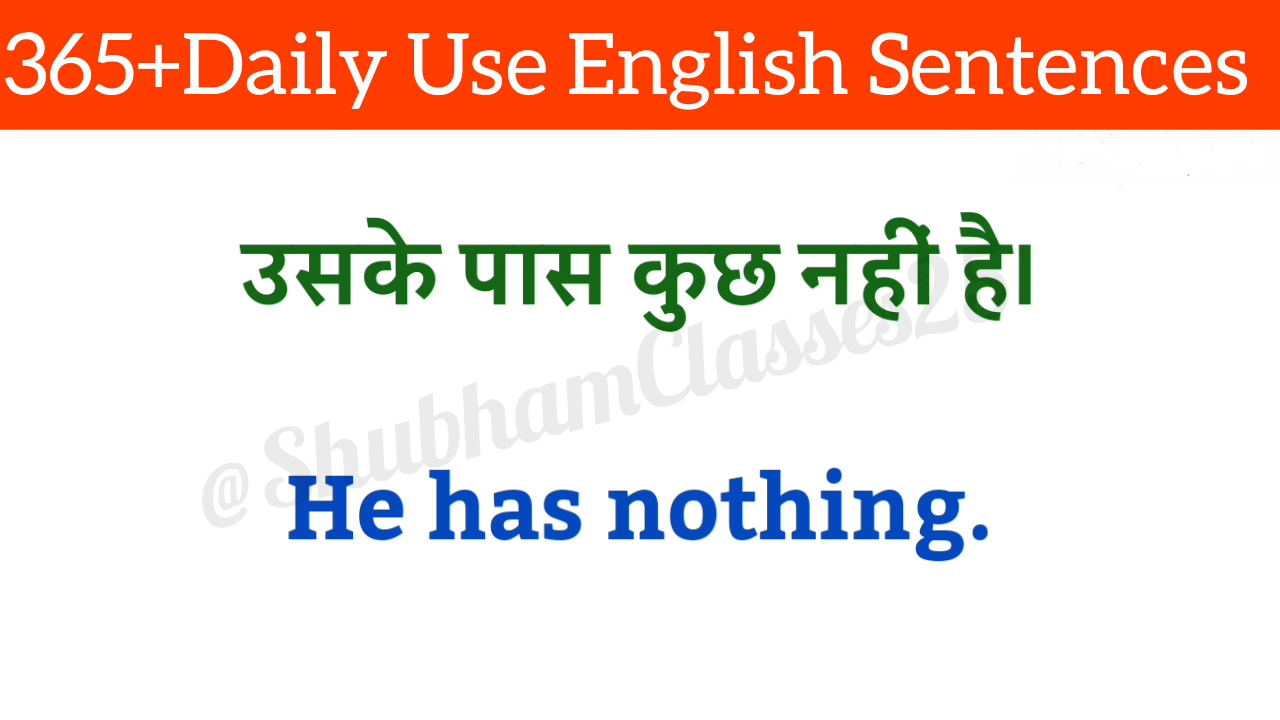 365+Daily Use English Sentences
उसके पास कुछ नहीं है।
@ShubhamClasses2
He has nothing.